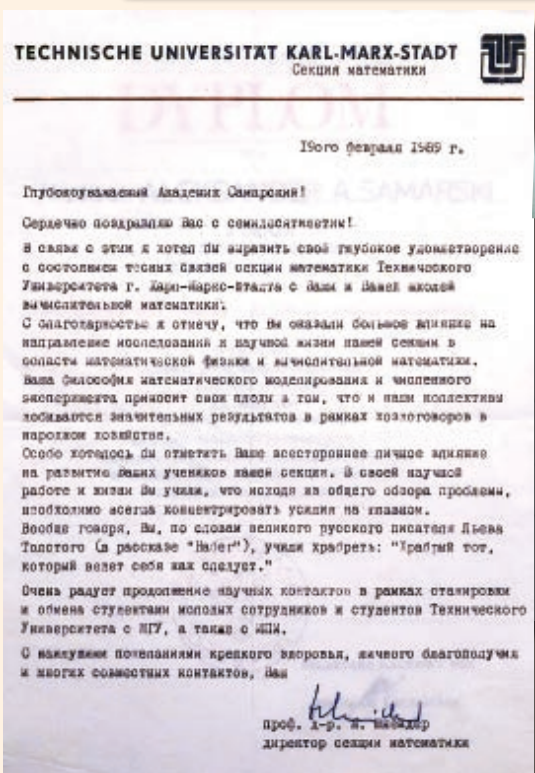 TECHNISCHE UNIVERSITÄT KARL-MARX-STADT
Секция математики
DYPLOM
19ого февраля 1989 г.
Глубокоуважаемый Академик Самарский!
A.SAMARSKI
Сердечно поздравляю Вас с семидесятилетим!
В связи с этим я хотел бы выразить своё глубокое удовлетворение
с состоянием тесных связей секции математики Технического
Университета г. Карл-Маркс-Штадта с Вами и Вашей школой
вычислительной математики.
С благодарностью я отмечу, что Вы оказали большое влияние на
направление исследований и научной жизни нашей секции в
области математической физики и вычислительной математики.
Ваша философия математического моделирования и численного
эксперимента приносит свои плоды в том, что и наши коллективы
добиваются значительных результатов в рамках хозяоговоров в
народном хозяйстве.
Особо хотелось бы отметить Ваше всестороннее личное влияние
на развитие Ваших учеников нашей секции. В своей научной
работе и жизни Вы учили, что исходя из общего обзора проблемы,
необходимо всегда концентрировать усилия на главном.
Вообще говоря, Вы, по словам великого русского писателя Льева
Толстого (в рассказе "Набег"), учили храбреть: "Храбрый тот,
который ведет себя как следует."
Очень радует продолжение научных контактов в рамках стажировки
и обмена студентами молодых сотрудников и студентов Технического
Университета с МГУ, а также с ИПМ.
С наилучшими пожеланиями крепкого здоровья, личного благополучия
и многих совместных контактов, Ваш
проф. д-р.
директор секции математики